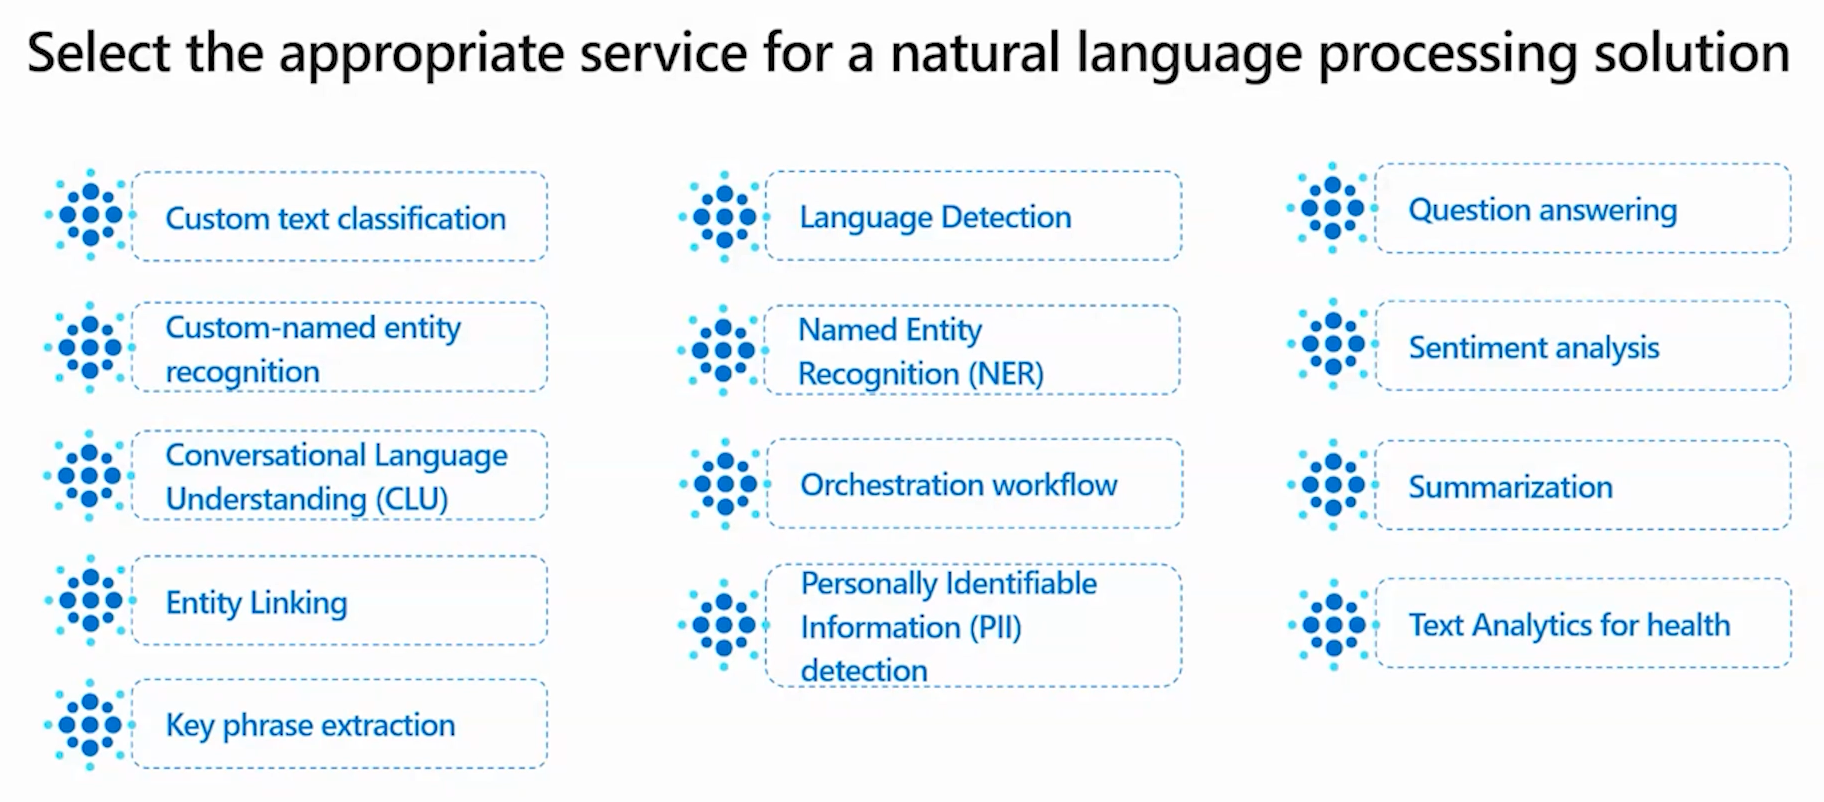 Select the appropriate service for a natural language processing solution
Custom text classification
Custom-named entity
recognition
Conversational Language
Understanding (CLU)
Entity Linking
Key phrase extraction
Language Detection
Named Entity
Recognition (NER)
Orchestration workflow
Personally Identifiable
Information (PII)
detection
Question answering
Sentiment analysis
Summarization
Text Analytics for health